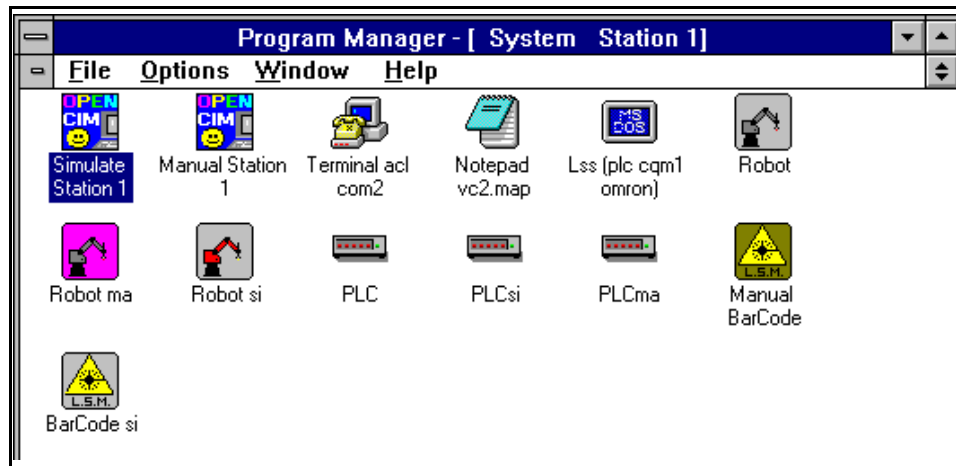 Program Manager - [ System Station 1]
File Options Window Help
OPEN OPEN
CIM CIM MS
DOS
Simulate Manual Station Terminal acl Notepad Lss (plc cqm1 Robot
Station 1 1 com2 vc2.map omron)
L.S.M.
Robot ma Robot si PLC PLCsi PLCma Manual
BarCode
L.S.M.
BarCode si